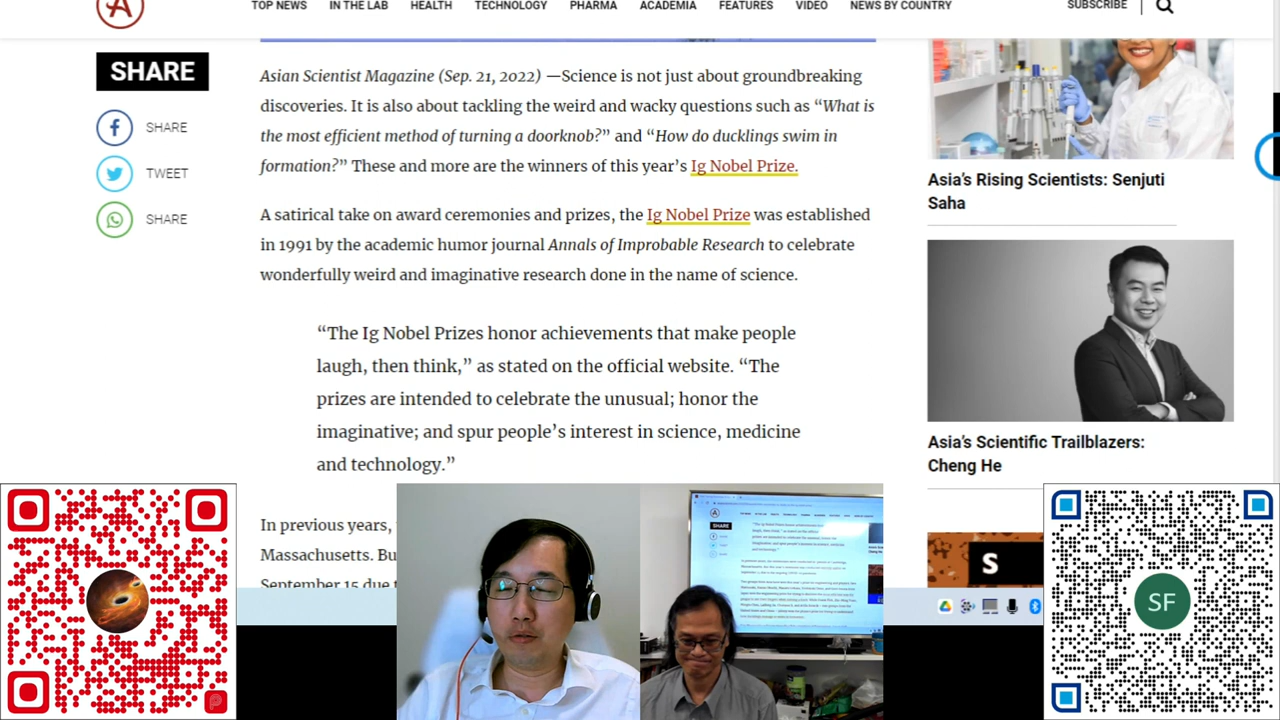 TOP NEWS IN THE LAB HEALTH TECHNOLOGY PHARMA ACADEMIA FEATURES VIDEO NEWS BY COUNTRY SUBSCRIBE
SHARE
SHARE
TWEET
SHARE
Asian Scientist Magazine (Sep. 21, 2022) —Science is not just about groundbreaking
discoveries. It is also about tackling the weird and wacky questions such as “What is
the most efficient method of turning a doorknob?” and “How do ducklings swim in
formation?” These and more are the winners of this year’s Ig Nobel Prize.
A satirical take on award ceremonies and prizes, the Ig Nobel Prize was established
in 1991 by the academic humor journal Annals of Improbable Research to celebrate
wonderfully weird and imaginative research done in the name of science.
“The Ig Nobel Prizes honor achievements that make people
laugh, then think,” as stated on the official website. “The
prizes are intended to celebrate the unusual; honor the
imaginative; and spur people’s interest in science, medicine
and technology.”
In previous years,
Massachusetts. Bu
September 15 due t
Asia’s Rising Scientists: Senjuti
Saha
Asia’s Scientific Trailblazers:
Cheng He
S
SF
SHARE